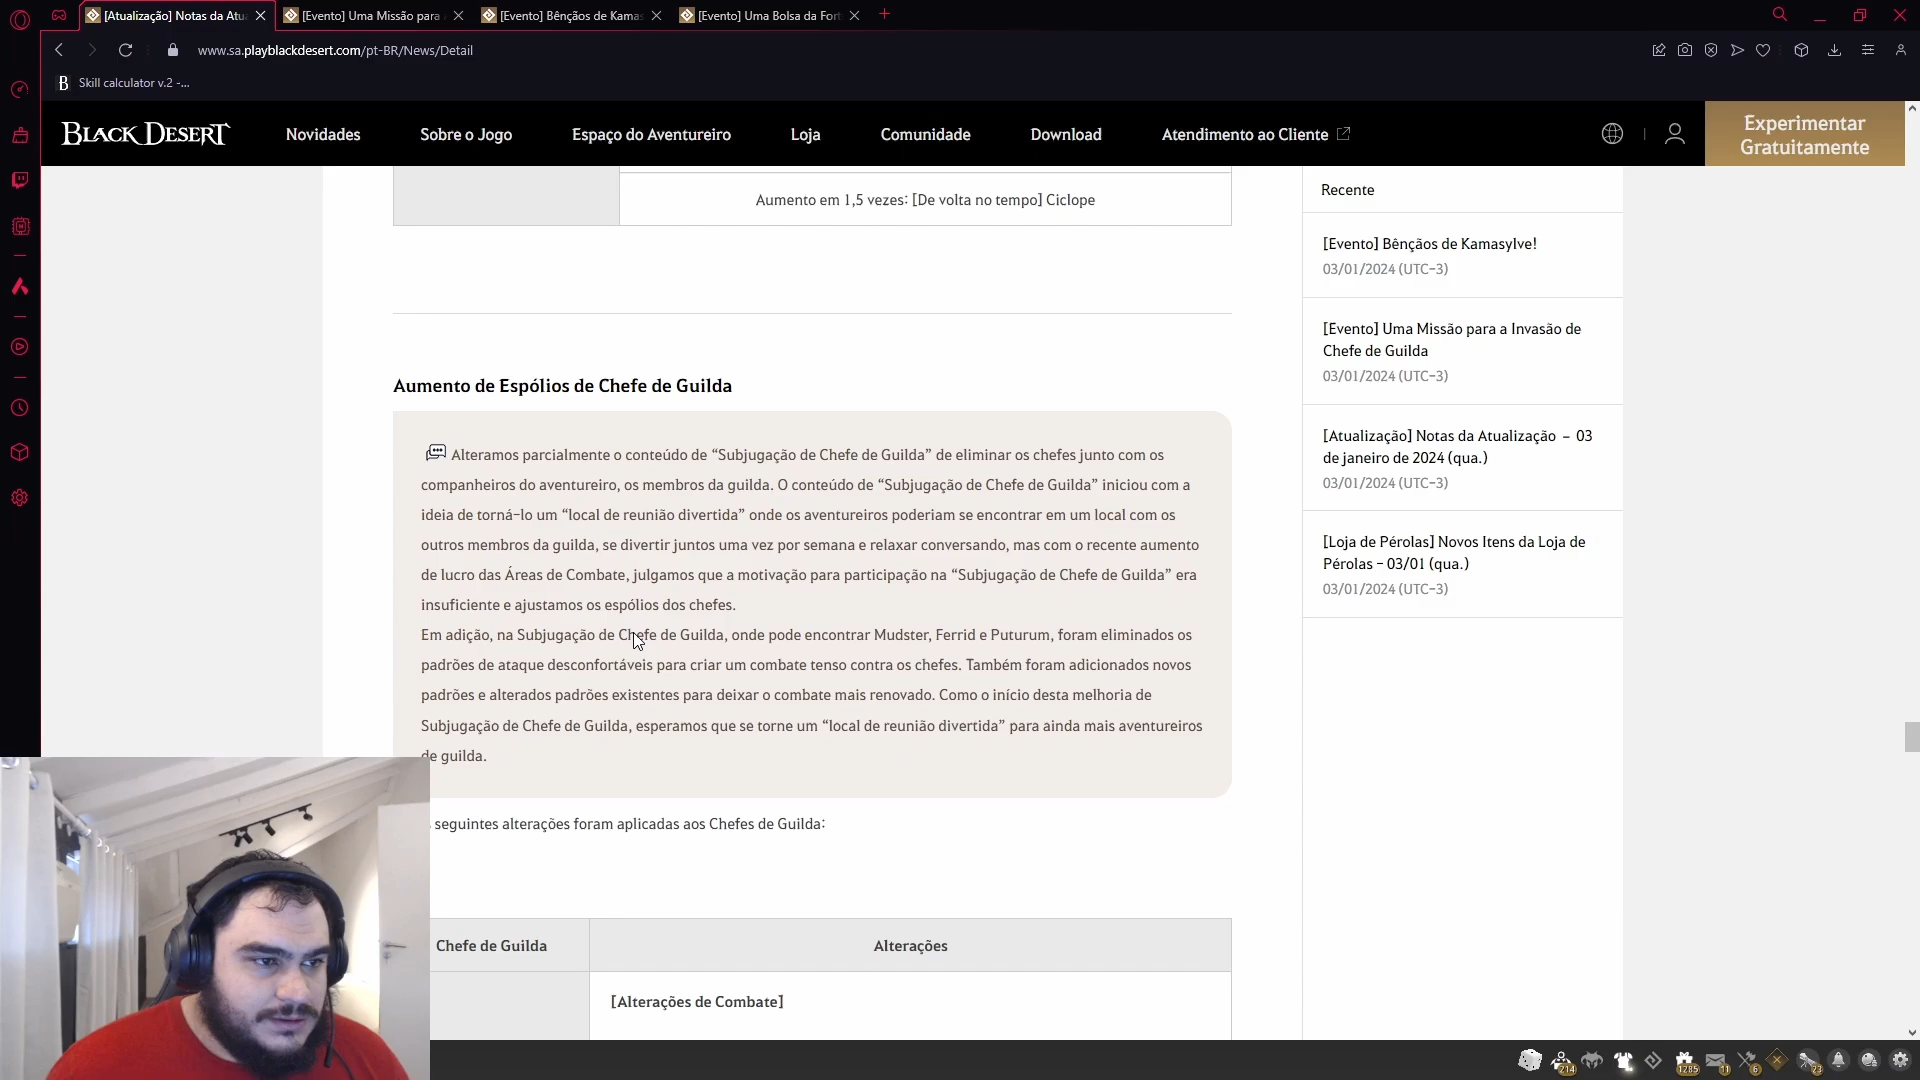 [Atualização] Notas da Atu
[Evento] Uma Missão para
[Evento] Bênçãos de Kamas
[Evento] Uma Bolsa da Fort
www.sa.playblackdesert.com/pt-BR/News/Detail
B Skill calculator v.2 -...
BLACK DESERT
Novidades
Sobre o Jogo
Espaço do Aventureiro
Loja
Comunidade
Download
Atendimento ao Cliente
Experimentar
Gratuitamente
Aumento em 1,5 vezes: [De volta no tempo] Ciclope
Aumento de Espólios de Chefe de Guilda
Alteramos parcialmente o conteúdo de “Subjugação de Chefe de Guilda” de eliminar os chefes junto com os
companheiros do aventureiro, os membros da guilda. O conteúdo de “Subjugação de Chefe de Guilda” iniciou com a
ideia de torná-lo um “local de reunião divertida” onde os aventureiros poderiam se encontrar em um local com os
outros membros da guilda, se divertir juntos uma vez por semana e relaxar conversando, mas com o recente aumento
de lucro das Áreas de Combate, julgamos que a motivação para participação na “Subjugação de Chefe de Guilda” era
insuficiente e ajustamos os espólios dos chefes.
Em adição, na Subjugação de Chefe de Guilda, onde pode encontrar Mudster, Ferrid e Puturum, foram eliminados os
padrões de ataque desconfortáveis para criar um combate tenso contra os chefes. Também foram adicionados novos
padrões e alterados padrões existentes para deixar o combate mais renovado. Como o início desta melhoria de
Subjugação de Chefe de Guilda, esperamos que se torne um “local de reunião divertida” para ainda mais aventureiros
de guilda.
seguintes alterações foram aplicadas aos Chefes de Guilda:
Chefe de Guilda
Alterações
[Alterações de Combate]
Recente
[Evento] Bênçãos de Kamasylve!
03/01/2024 (UTC-3)
[Evento] Uma Missão para a Invasão de
Chefe de Guilda
03/01/2024 (UTC-3)
[Atualização] Notas da Atualização – 03
de janeiro de 2024 (qua.)
03/01/2024 (UTC-3)
[Loja de Pérolas] Novos Itens da Loja de
Pérolas – 03/01 (qua.)
03/01/2024 (UTC-3)
214
1285
11
6
23